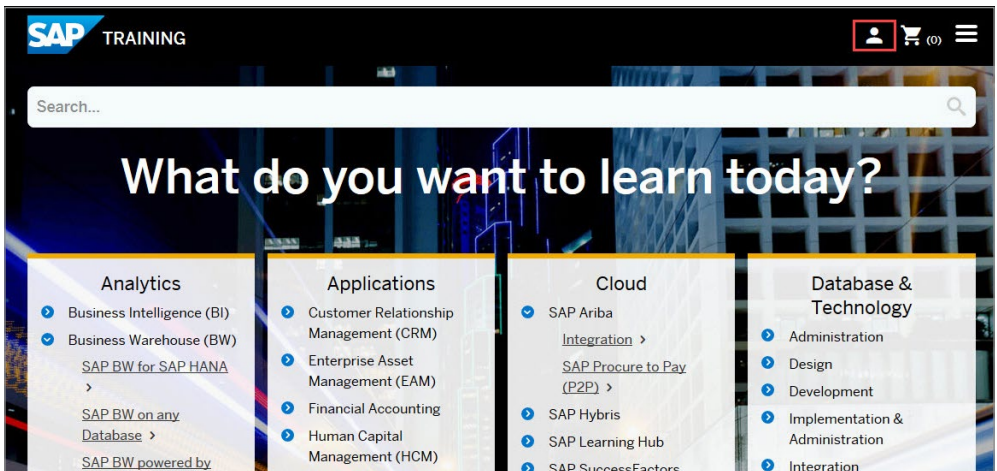 SAP TRAINING
(0)
Search...
What do you want to learn today?
Analytics
Business Intelligence (BI)
Business Warehouse (BW)
SAP BW for SAP HANA
>
SAP BW on any
Database >
SAP BW powered by
Applications
Customer Relationship
Management (CRM)
Enterprise Asset
Management (EAM)
Financial Accounting
Human Capital
Management (HCM)
Cloud
SAP Ariba
Integration >
SAP Procure to Pay
(P2P) >
SAP Hybris
SAP Learning Hub
SAP SuccessFactors
Database &
Technology
Administration
Design
Development
Implementation &
Administration
Integration